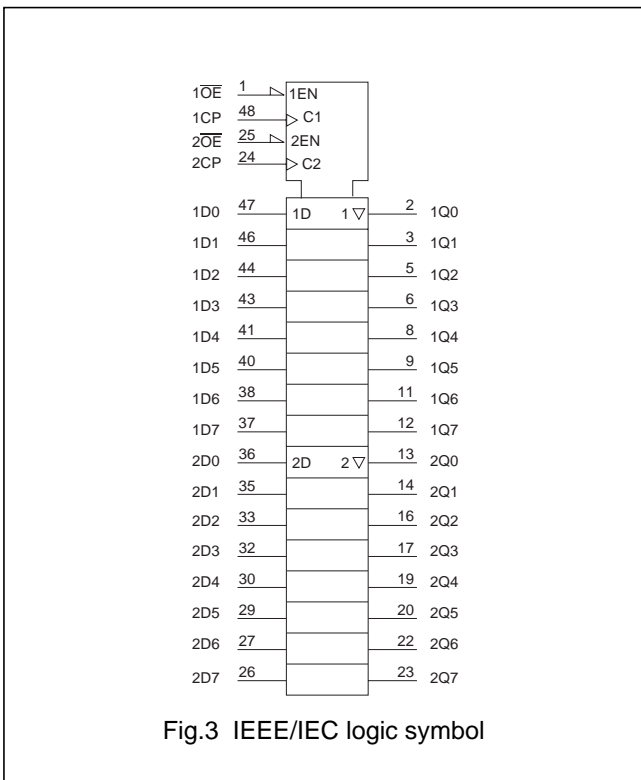 1O̅E̅ 1 1EN
1CP 48 C1
2O̅E̅ 25 2EN
2CP 24 C2
1D0 47 1D 1 ▽ 2 1Q0
1D1 46 3 1Q1
1D2 44 5 1Q2
1D3 43 6 1Q3
1D4 41 8 1Q4
1D5 40 9 1Q5
1D6 38 11 1Q6
1D7 37 12 1Q7
2D0 36 2D 2 ▽ 13 2Q0
2D1 35 14 2Q1
2D2 33 16 2Q2
2D3 32 17 2Q3
2D4 30 19 2Q4
2D5 29 20 2Q5
2D6 27 22 2Q6
2D7 26 23 2Q7
Fig.3 IEEE/IEC logic symbol